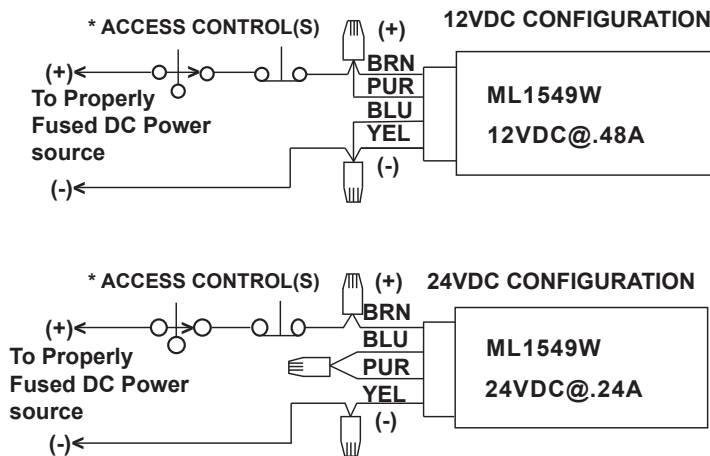 12VDC CONFIGURATION
* ACCESS CONTROL(S)
(+)
(+)
BRN
To Properly
Fused DC Power
source
PUR
BLU
YEL
(-)
(-)
ML1549W
12VDC@.48A
* ACCESS CONTROL(S)
(+)
24VDC CONFIGURATION
(+)
BRN
To Properly
Fused DC Power
source
BLU
PUR
YEL
(-)
(-)
ML1549W
24VDC@.24A